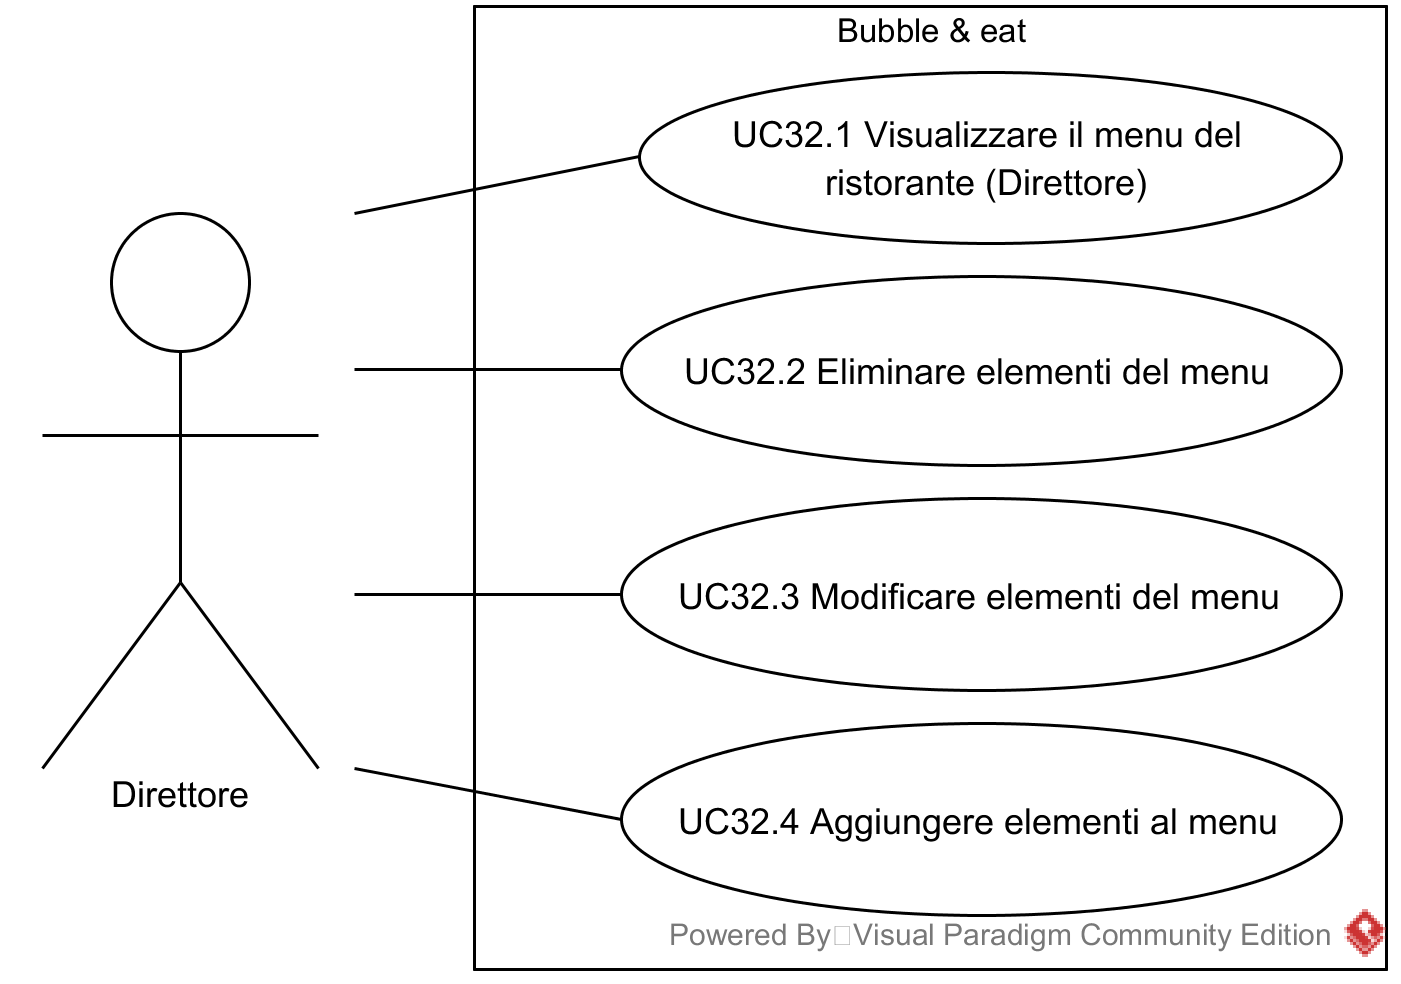 Bubble & eat
UC32.1 Visualizzare il menu del
ristorante (Direttore)
UC32.2 Eliminare elementi del menu
UC32.3 Modificare elementi del menu
UC32.4 Aggiungere elementi al menu
Direttore
Powered By Visual Paradigm Community Edition